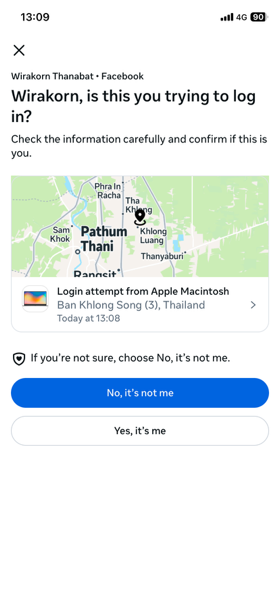 13:09
4G 90
Wirakorn Thanabat • Facebook
Wirakorn, is this you trying to log
in?
Check the information carefully and confirm if this is
you.
Phra In
Racha
Tha
Khlong
Sam
Khok
Pathum
Thani
Khlong
Luang
Thanyaburi
Rangsit
Login attempt from Apple Macintosh
Ban Khlong Song (3), Thailand
Today at 13:08
If you're not sure, choose No, it's not me.
No, it's not me
Yes, it's me